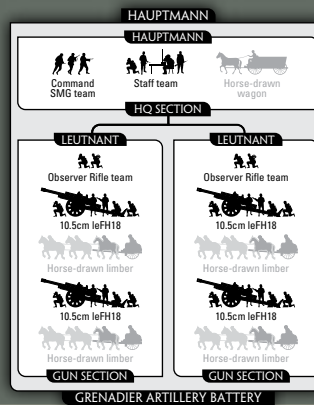 HAUPTMANN
HAUPTMANN
Command
SMG team
Staff team
Horse-drawn
wagon
HQ SECTION
LEUTNANT
Observer Rifle team
10.5cm leFH18
Horse-drawn limber
10.5cm leFH18
Horse-drawn limber
GUN SECTION
LEUTNANT
Observer Rifle team
10.5cm leFH18
Horse-drawn limber
10.5cm leFH18
Horse-drawn limber
GUN SECTION
GRENADIER ARTILLERY BATTERY